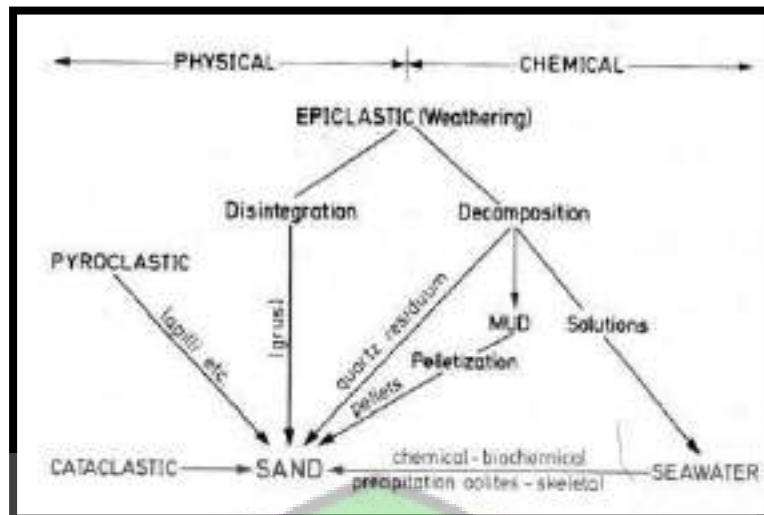 PHYSICAL CHEMICAL
EPICLASTIC (Weathering)
Disintegration Decomposition
PYROCLASTIC
lapilli etc.
(grus)
quartz residuum
MUD Solutions
Pelletization
pellets
CATACLASTIC SAND chemical - biochemical SEAWATER
precipitation oolites - skeletal